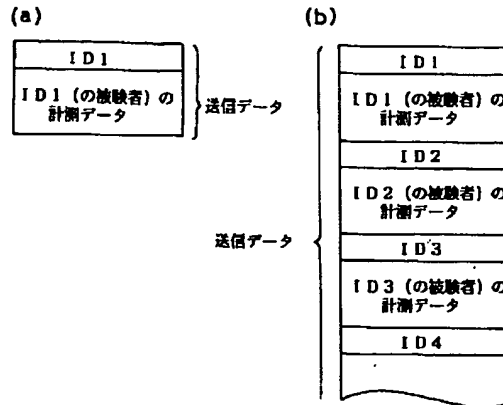 (a)
ID1
ID1(の被験者)の
計測データ
送信データ
(b)
送信データ
ID1
ID1(の被験者)の
計測データ
ID2
ID2(の被験者)の
計測データ
ID3
ID3(の被験者)の
計測データ
ID4